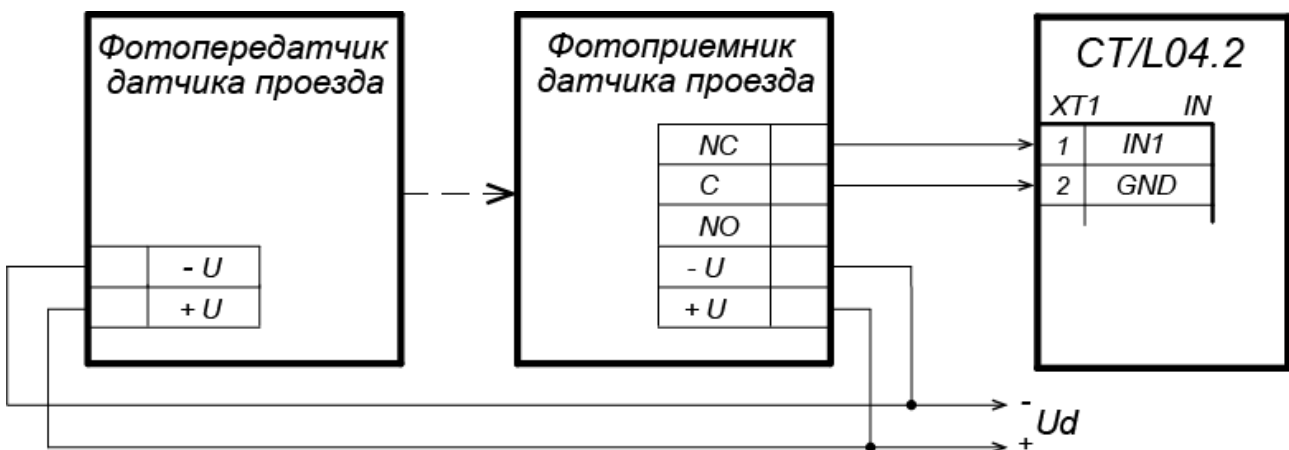 Фотопередатчик
датчика проезда
- U
+ U
Фотоприемник
датчика проезда
NC
C
NO
- U
+ U
CT/L04.2
XT1 IN
1 IN1
2 GND
-
Ud
+